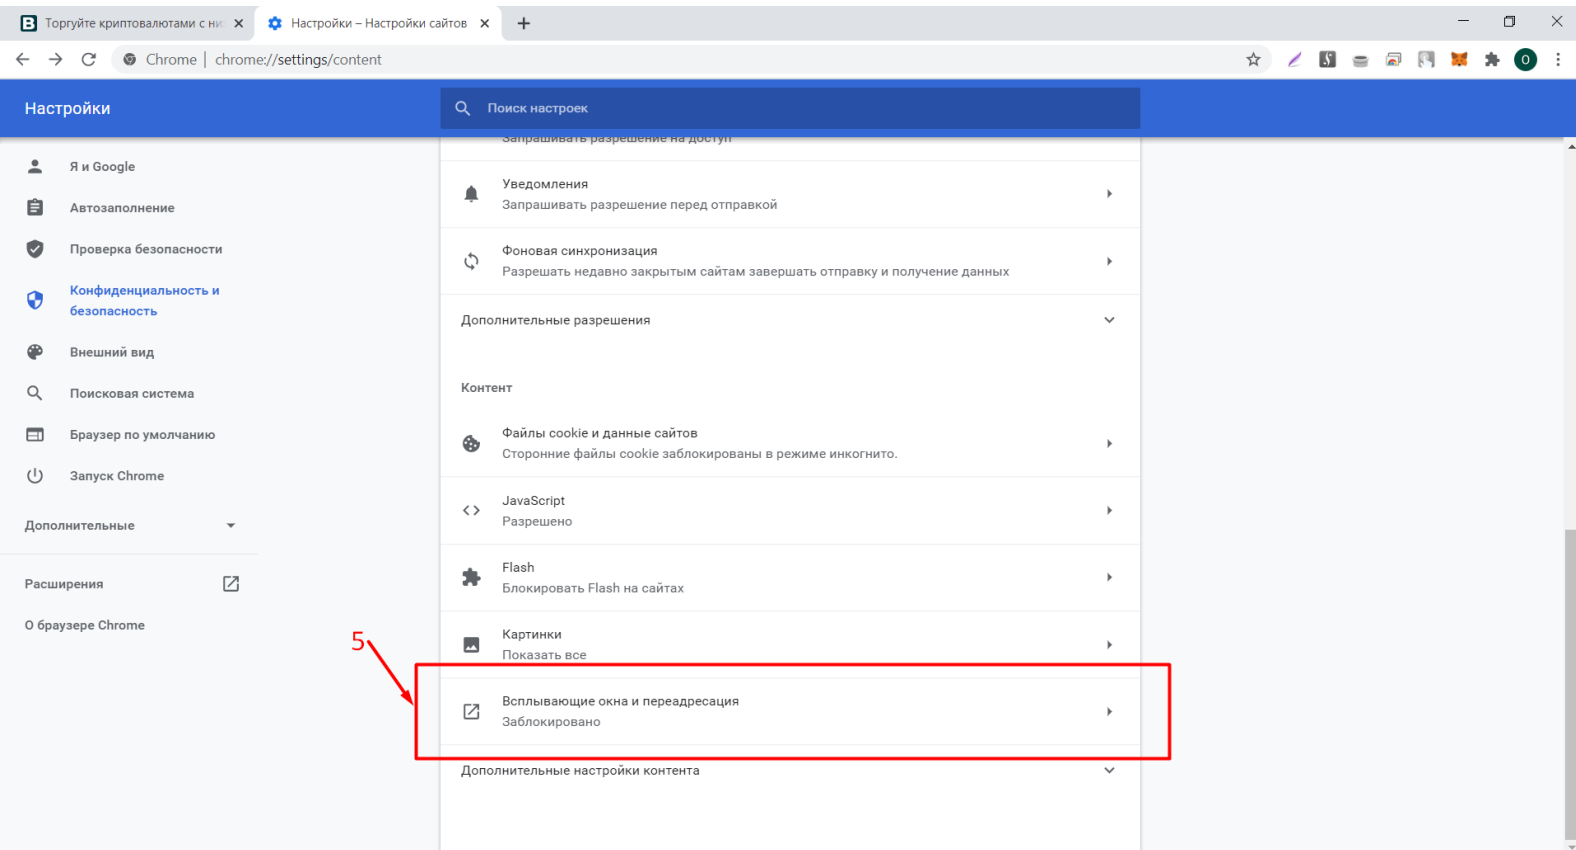 Торгуйте криптовалютами с ни
Настройки – Настройки сайтов
Chrome | chrome://settings/content
O
Настройки
Поиск настроек
Запрашивать разрешение на доступ
Я и Google
Автозаполнение
Проверка безопасности
Конфиденциальность и
безопасность
Внешний вид
Поисковая система
Браузер по умолчанию
Запуск Chrome
Дополнительные
Расширения
О браузере Chrome
Уведомления
Запрашивать разрешение перед отправкой
Фоновая синхронизация
Разрешать недавно закрытым сайтам завершать отправку и получение данных
Дополнительные разрешения
Контент
Файлы cookie и данные сайтов
Сторонние файлы cookie заблокированы в режиме инкогнито.
JavaScript
Разрешено
Flash
Блокировать Flash на сайтах
Картинки
Показать все
5
Всплывающие окна и переадресация
Заблокировано
Дополнительные настройки контента